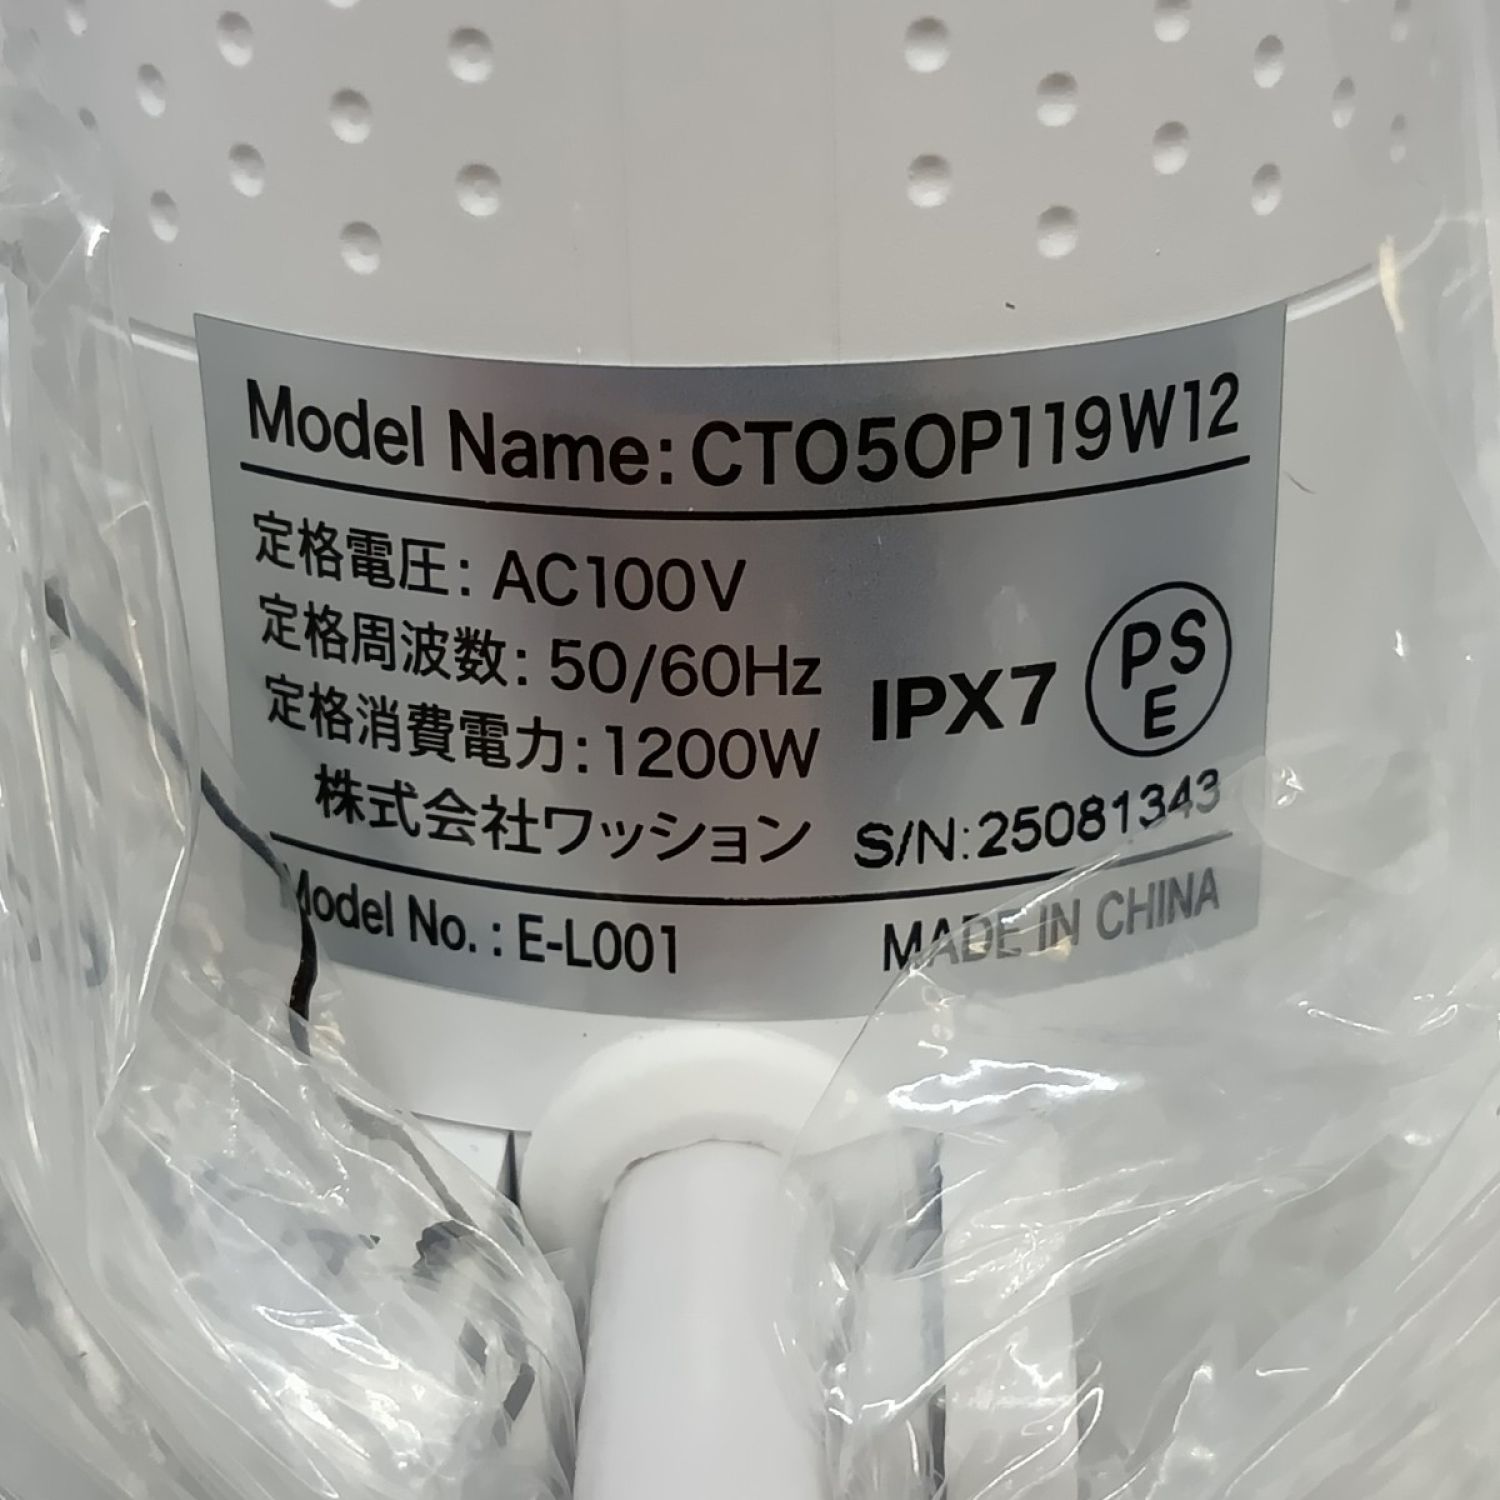 Model Name: CTO5OP119W12
定格電圧: AC100V
定格周波数: 50/60Hz
定格消費電力: 1200W
IPX7
PS
E
株式会社ワッション
S/N: 25081343
Model No. : E-L001
MADE IN CHINA